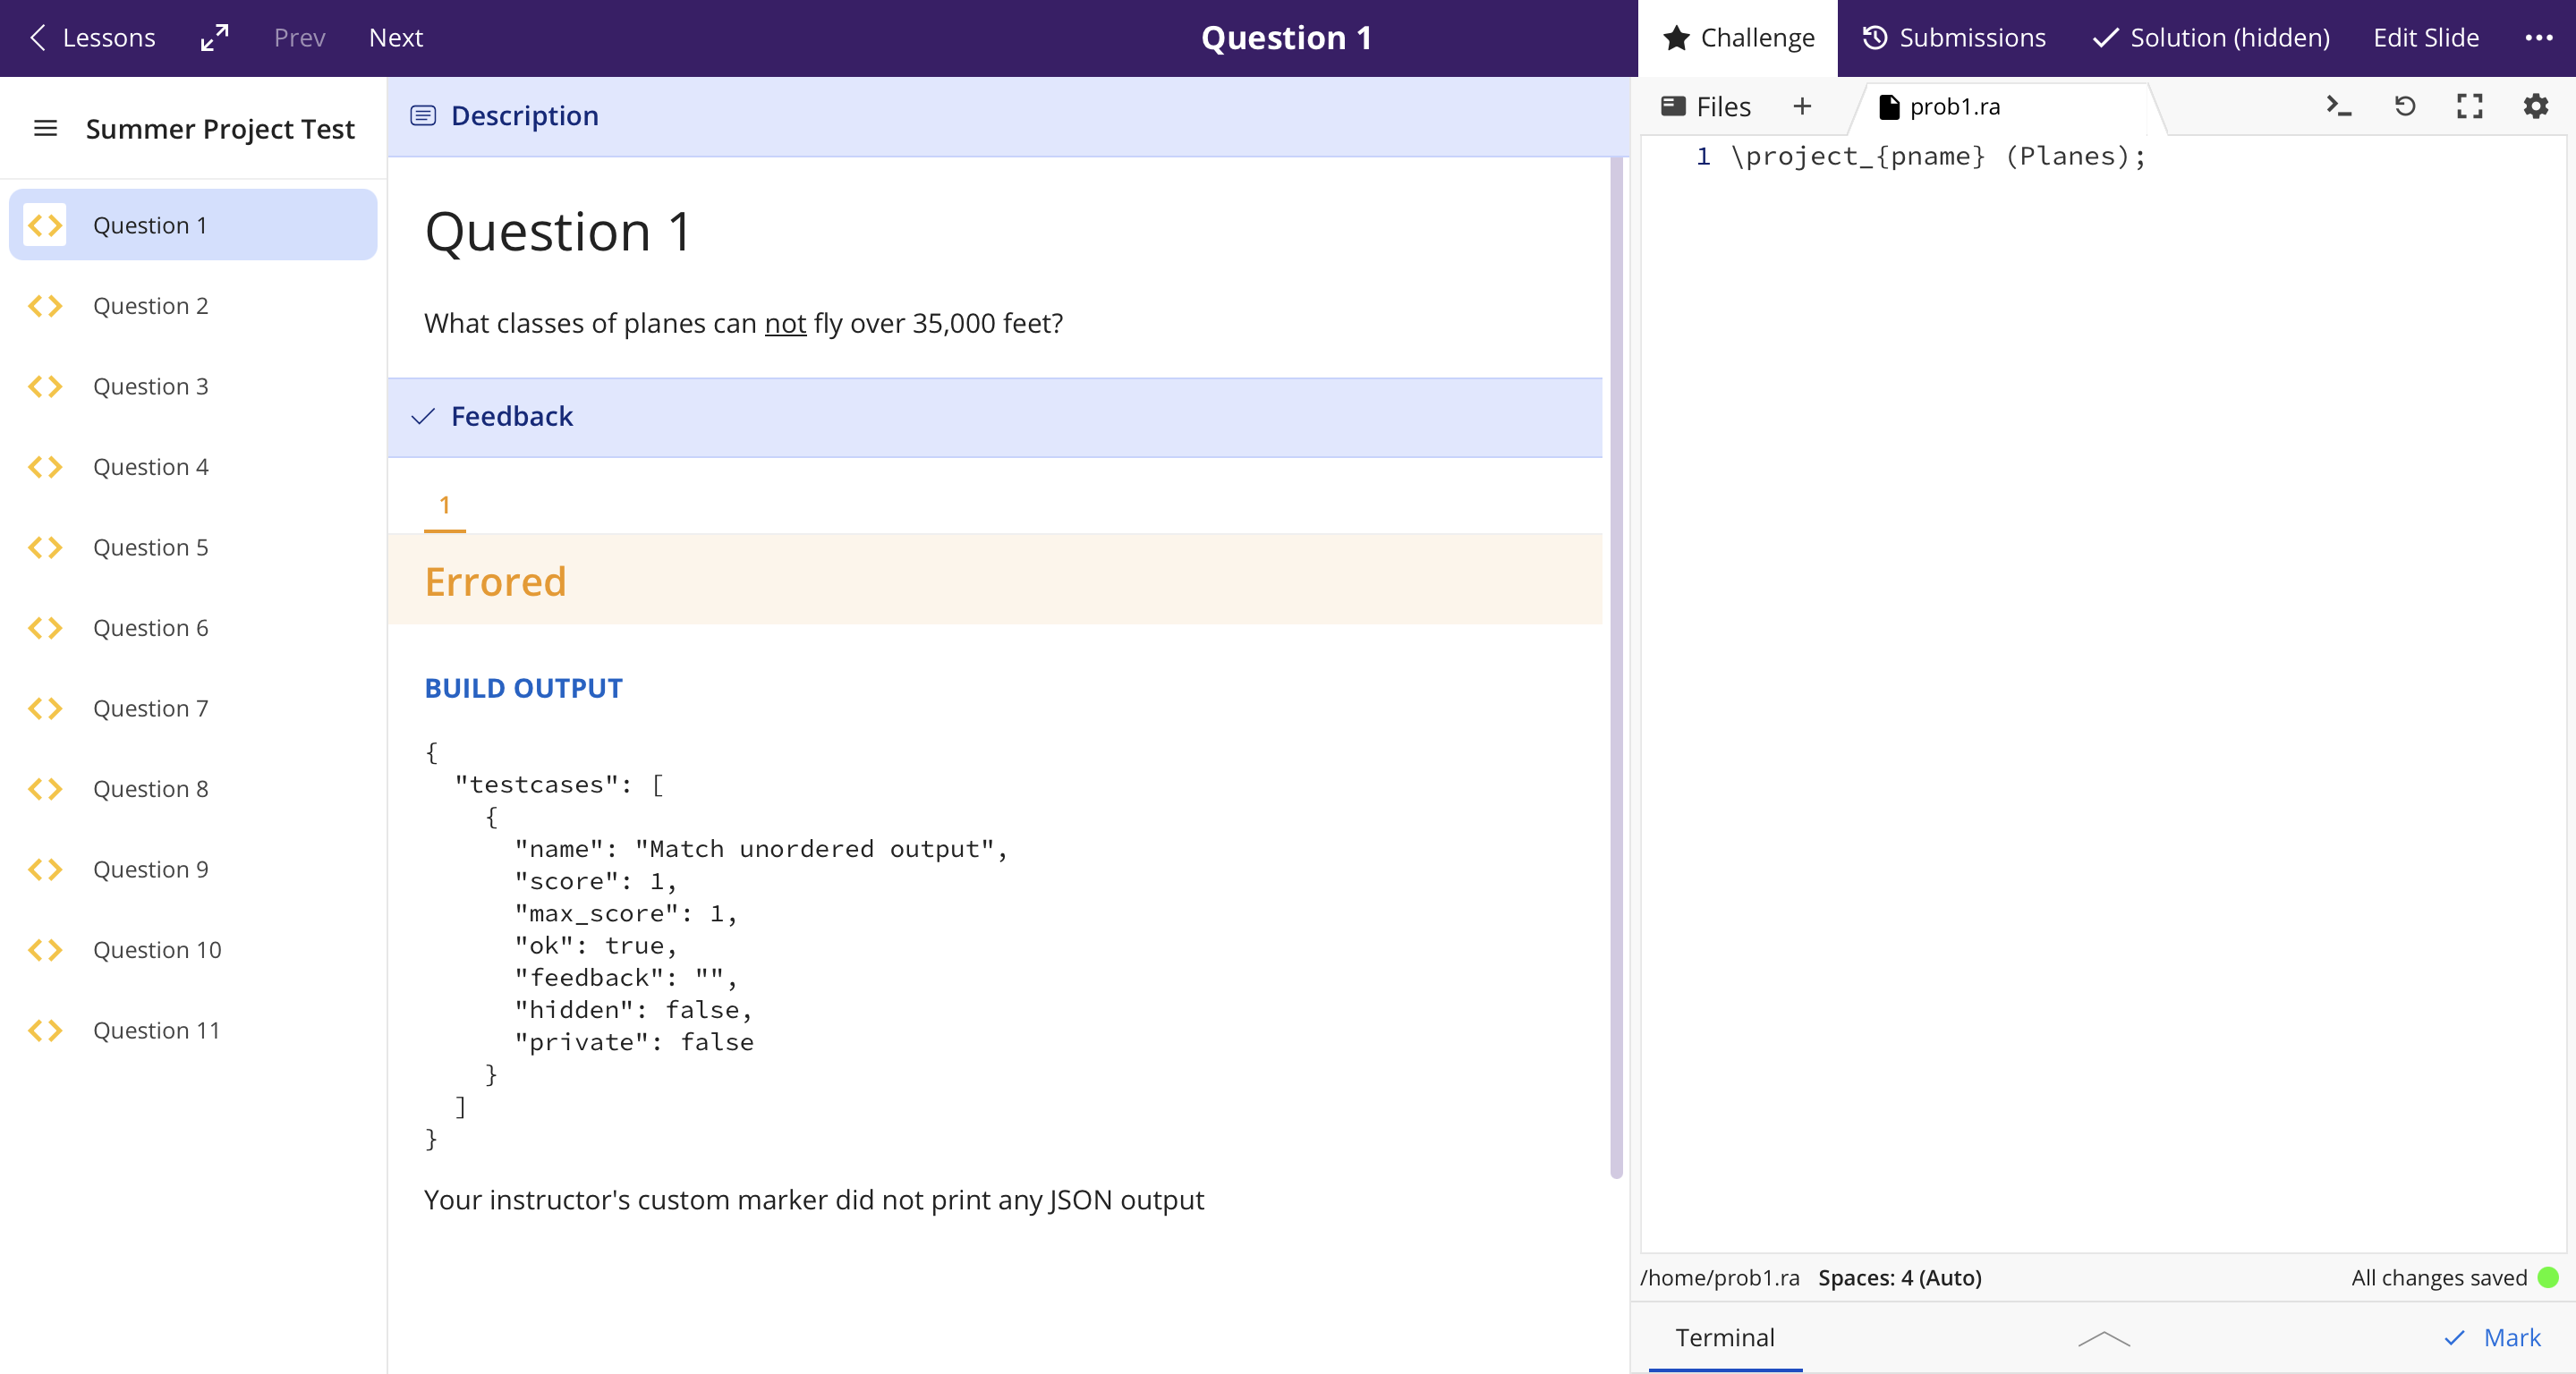 Lessons
Prev
Next
Question 1
Challenge
Submissions
Solution (hidden)
Edit Slide
Summer Project Test
Question 1
Question 2
Question 3
Question 4
Question 5
Question 6
Question 7
Question 8
Question 9
Question 10
Question 11
Description
Question 1
What classes of planes can not fly over 35,000 feet?
Feedback
1
Errored
BUILD OUTPUT
{
  "testcases": [
    {
      "name": "Match unordered output",
      "score": 1,
      "max_score": 1,
      "ok": true,
      "feedback": "",
      "hidden": false,
      "private": false
    }
  ]
}
Your instructor's custom marker did not print any JSON output
Files
prob1.ra
1 \project_{pname} (Planes);
/home/prob1.ra Spaces: 4 (Auto)
All changes saved
Terminal
Mark